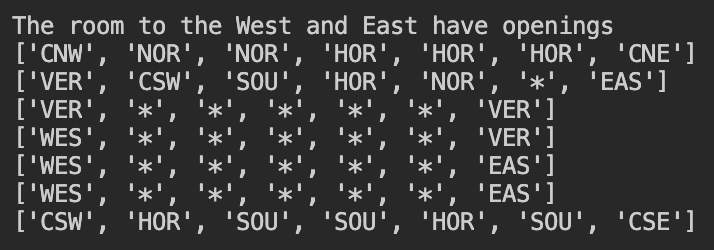 The room to the West and East have openings
['CNW', 'NOR', 'NOR', 'HOR', 'HOR', 'HOR', 'CNE']
['VER', 'CSW', 'SOU', 'HOR', 'NOR', '*', 'EAS']
['VER', '*', '*', '*', '*', '*', 'VER']
['WES', '*', '*', '*', '*', '*', 'VER']
['WES', '*', '*', '*', '*', '*', 'EAS']
['WES', '*', '*', '*', '*', '*', 'EAS']
['CSW', 'HOR', 'SOU', 'SOU', 'HOR', 'SOU', 'CSE']